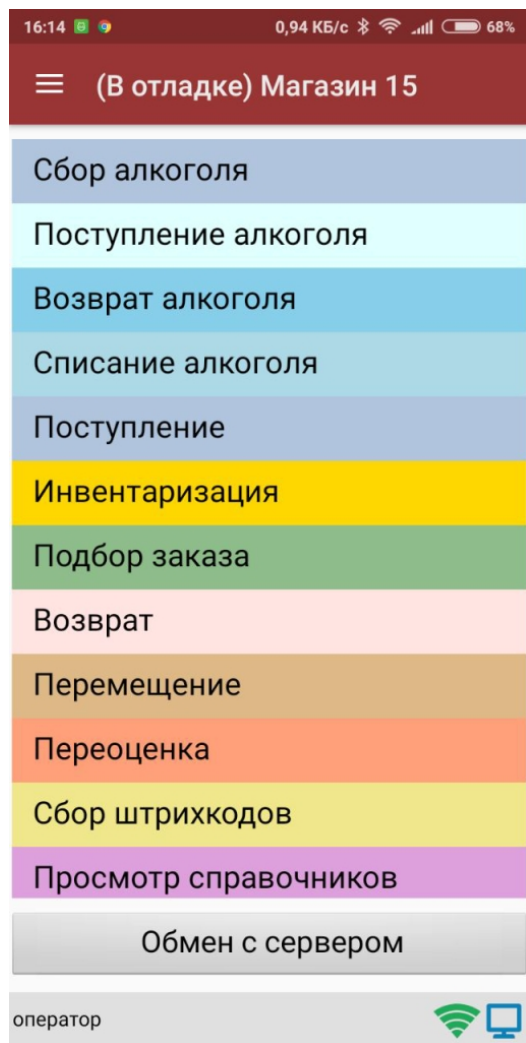 16:14 0,94 КБ/с 68%
(В отладке) Магазин 15
Сбор алкоголя
Поступление алкоголя
Возврат алкоголя
Списание алкоголя
Поступление
Инвентаризация
Подбор заказа
Возврат
Перемещение
Переоценка
Сбор штрихкодов
Просмотр справочников
Обмен с сервером
оператор